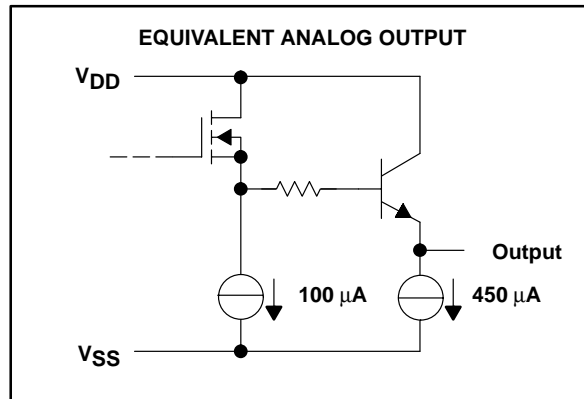 EQUIVALENT ANALOG OUTPUT
VDD
Output
100 μA
450 μA
VSS